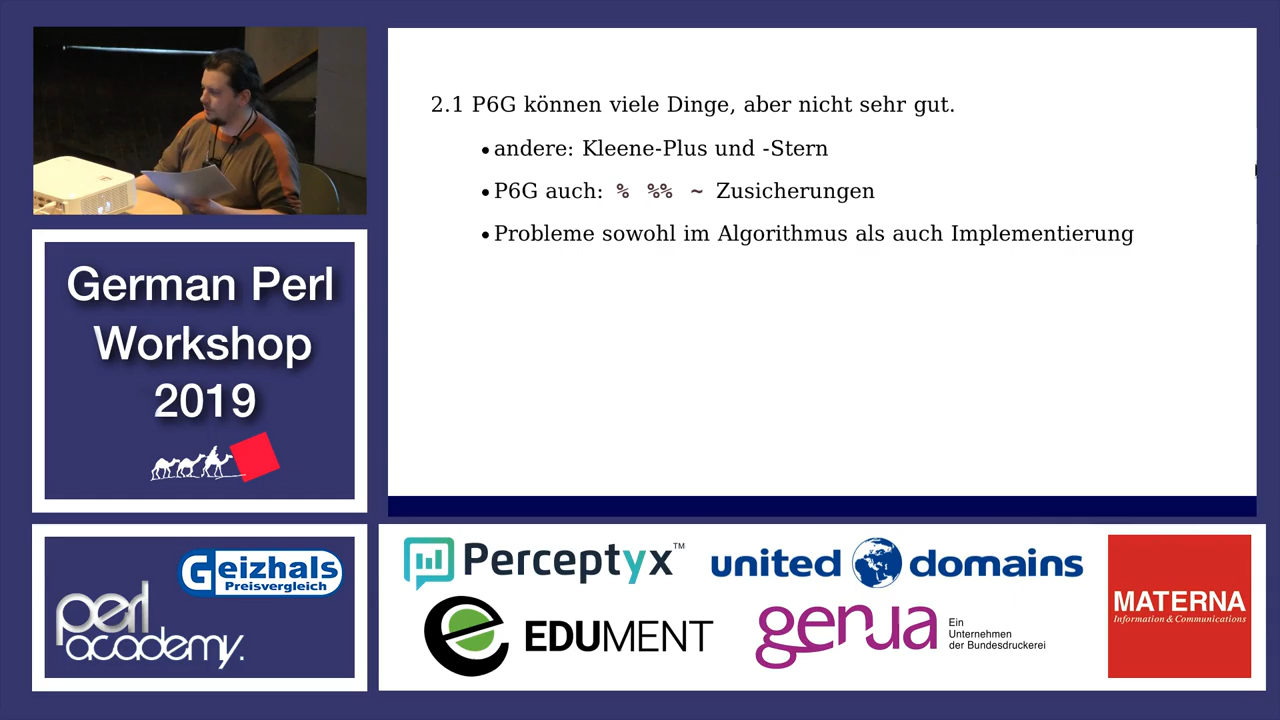 2.1 P6G können viele Dinge, aber nicht sehr gut.
• andere: Kleene-Plus und -Stern
• P6G auch: % %% ~ Zusicherungen
• Probleme sowohl im Algorithmus als auch Implementierung
German Perl
Workshop
2019
Geizhals
Preisvergleich
perl
academy.
Perceptyx™
united domains
EDUMENT
genua
Ein
Unternehmen
der Bundesdruckerei
MATERNA
Information & Communications